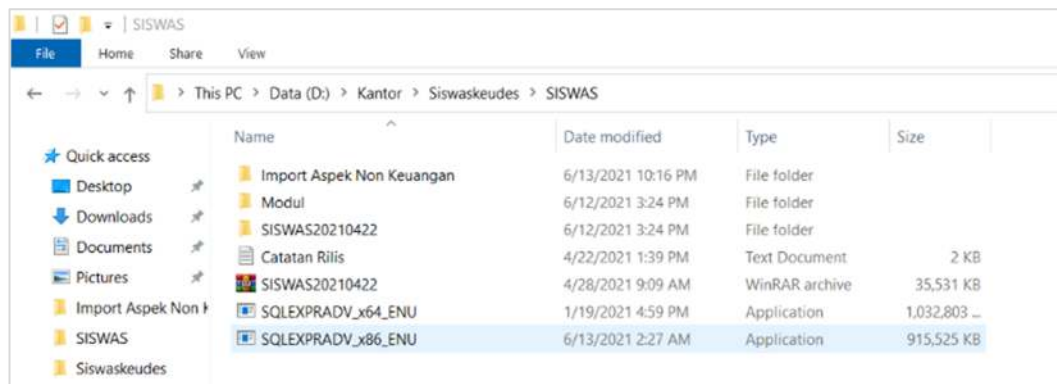 SISWAS
File Home Share View
This PC > Data (D:) > Kantor > Siswaskeudes > SISWAS
Name Date modified Type Size
Quick access
Import Aspek Non Keuangan 6/13/2021 10:16 PM File folder
Desktop
Modul 6/12/2021 3:24 PM File folder
Downloads
SISWAS20210422 6/12/2021 3:24 PM File folder
Documents
Catatan Rilis 4/22/2021 1:39 PM Text Document 2 KB
Pictures
SISWAS20210422 4/28/2021 9:09 AM WinRAR archive 35,531 KB
Import Aspek Non K
SQLEXPRADV_x64_ENU 1/19/2021 4:59 PM Application 1,032,803 ...
SISWAS
SQLEXPRADV_x86_ENU 6/13/2021 2:27 AM Application 915,525 KB
Siswaskeudes